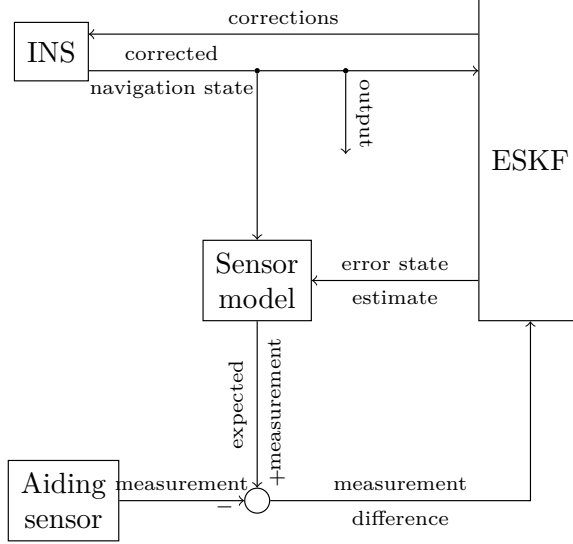 corrections
INS
corrected
navigation state
output
ESKF
Sensor
model
error state
estimate
expected
+measurement
Aiding
sensor
measurement
−
measurement
difference